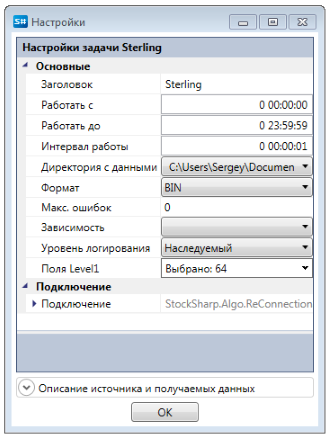 S# Настройки
Настройки задачи Sterling
Основные
Заголовок Sterling
Работать с 0 00:00:00
Работать до 0 23:59:59
Интервал работы 0 00:00:01
Директория с данными C:\Users\Sergey\Documen
Формат BIN
Макс. ошибок 0
Зависимость
Уровень логирования Наследуемый
Поля Level1 Выбрано: 64
Подключение
Подключение StockSharp.Algo.ReConnection
Описание источника и получаемых данных
OK